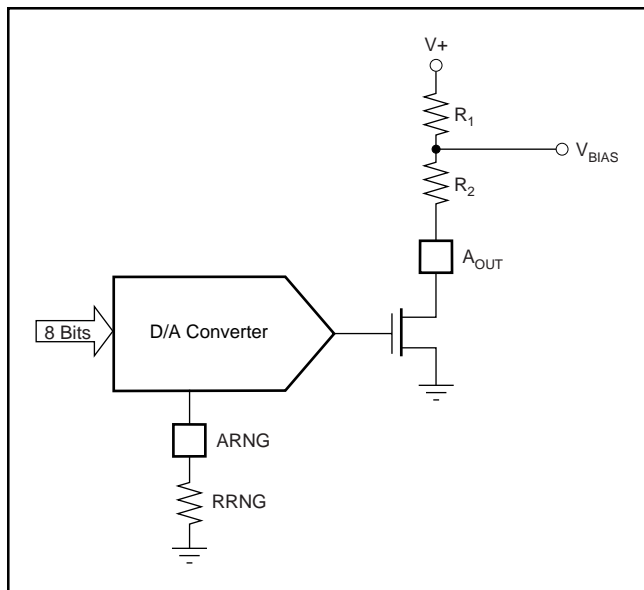 V+
R1
VBIAS
R2
AOUT
8 Bits
D/A Converter
ARNG
RRNG